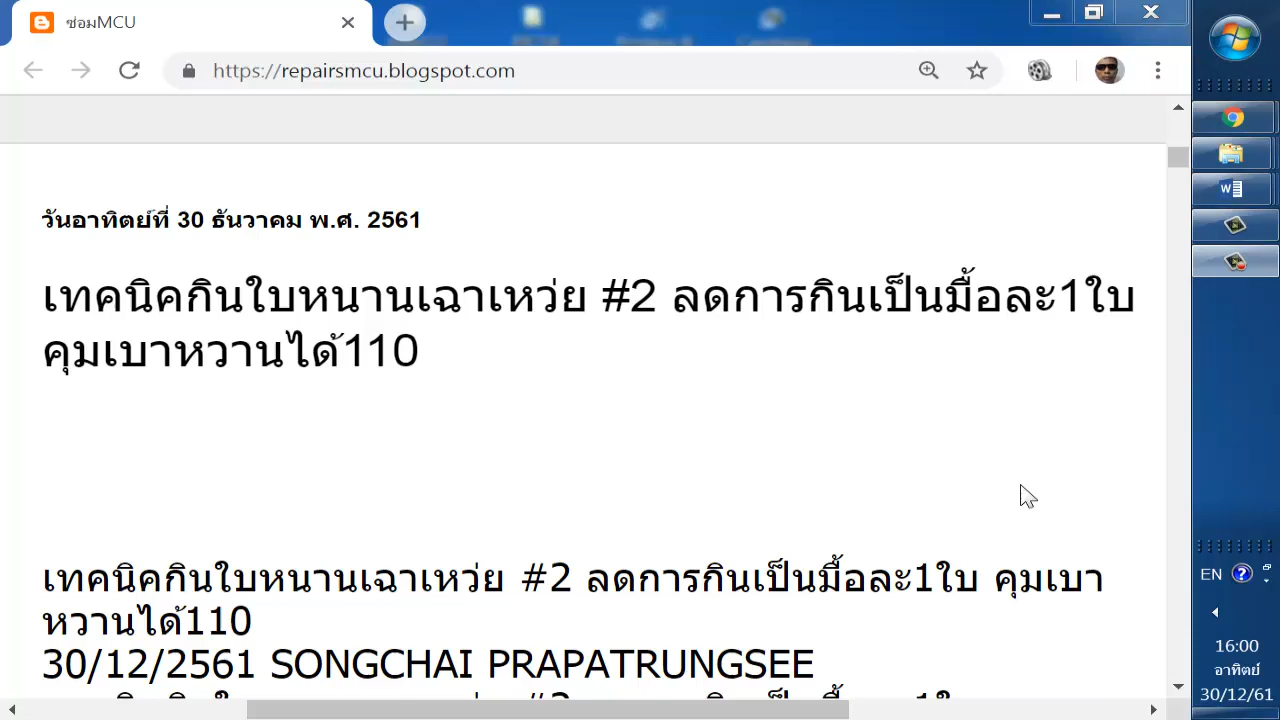 ซ่อมMCU
https://repairsmcu.blogspot.com
วันอาทิตย์ที่ 30 ธันวาคม พ.ศ. 2561
เทคนิคกินใบหนานเฉาเหว่ย #2 ลดการกินเป็นมื้อละ1ใบ
คุมเบาหวานได้110
เทคนิคกินใบหนานเฉาเหว่ย #2 ลดการกินเป็นมื้อละ1ใบ คุมเบา
หวานได้110
30/12/2561 SONGCHAI PRAPATRUNGSEE
EN
16:00
อาทิตย์
30/12/61